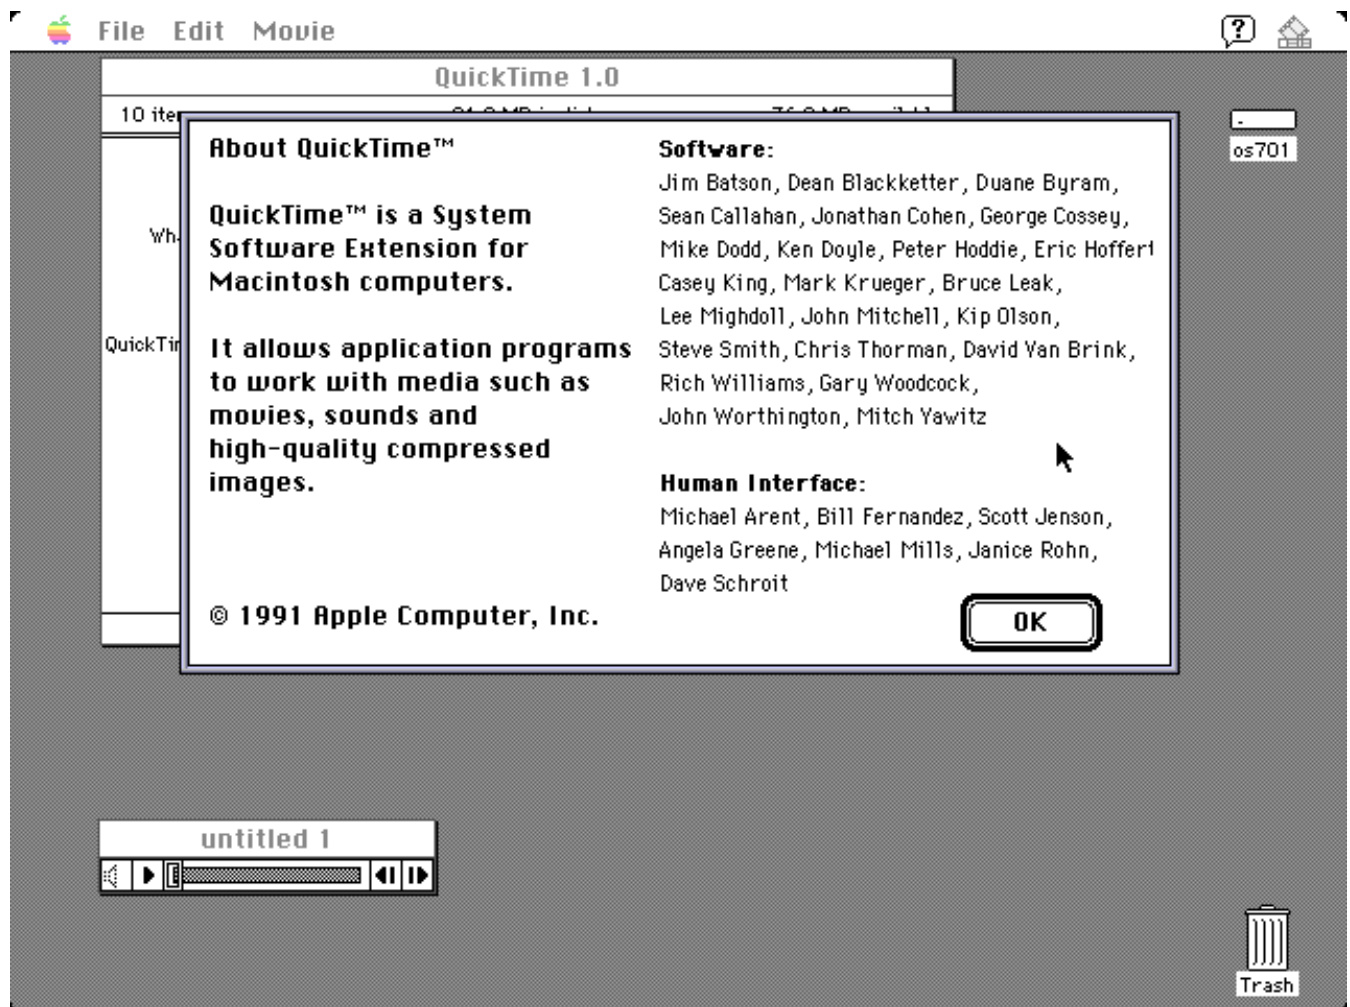 File Edit Movie
QuickTime 1.0
10
os701
About QuickTime™
QuickTime™ is a System
Software Extension for
Macintosh computers.
It allows application programs
to work with media such as
movies, sounds and
high-quality compressed
images.
© 1991 Apple Computer, Inc.
Software:
Jim Batson, Dean Blackketter, Duane Byram,
Sean Callahan, Jonathan Cohen, George Cossey,
Mike Dodd, Ken Doyle, Peter Hoddie, Eric Hoffert
Casey King, Mark Krueger, Bruce Leak,
Lee Mighdoll, John Mitchell, Kip Olson,
Steve Smith, Chris Thorman, David Van Brink,
Rich Williams, Gary Woodcock,
John Worthington, Mitch Yawitz
Human Interface:
Michael Arent, Bill Fernandez, Scott Jenson,
Angela Greene, Michael Mills, Janice Rohn,
Dave Schroit
OK
untitled 1
Trash